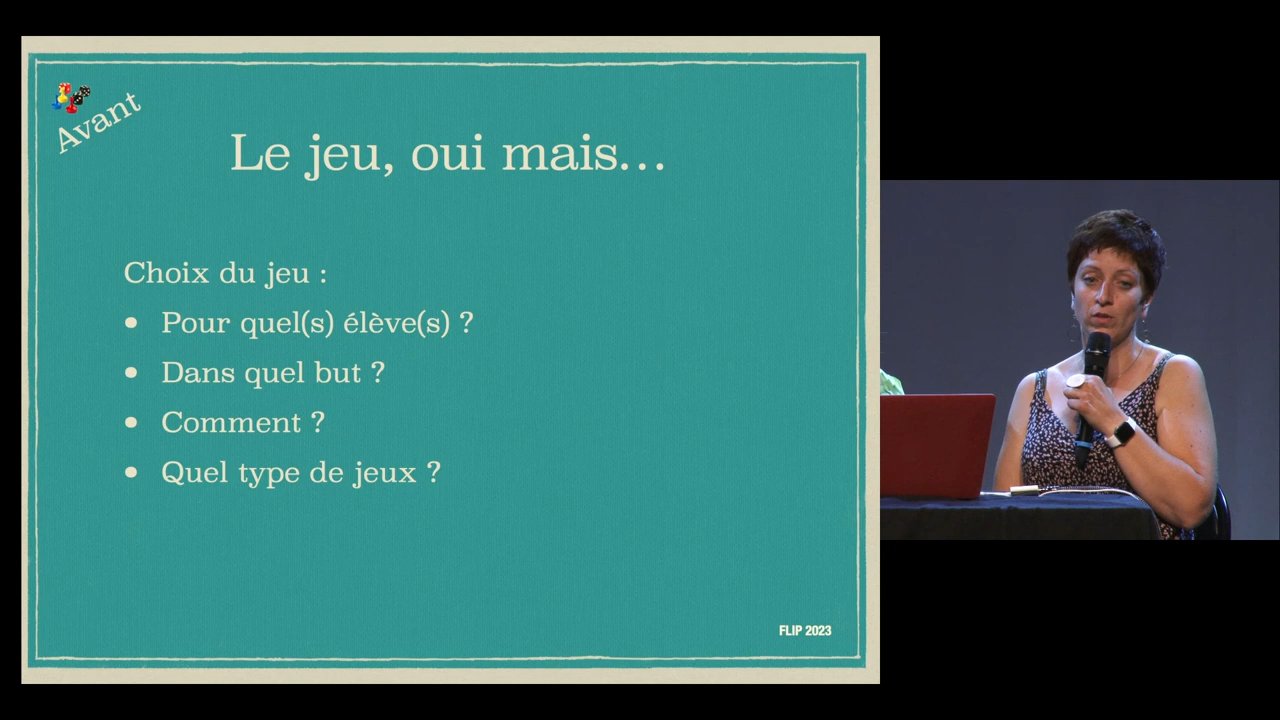 Avant
Le jeu, oui mais…
Choix du jeu :
• Pour quel(s) élève(s) ?
• Dans quel but ?
• Comment ?
• Quel type de jeux ?
FLIP 2023